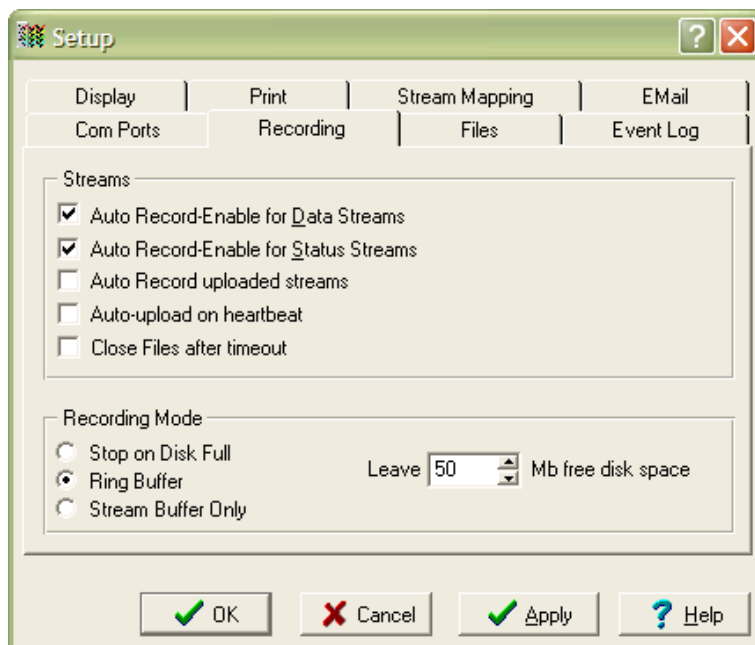 Setup
Display Print Stream Mapping EMail
Com Ports Recording Files Event Log
Streams
Auto Record-Enable for Data Streams
Auto Record-Enable for Status Streams
Auto Record uploaded streams
Auto-upload on heartbeat
Close Files after timeout
Recording Mode
Stop on Disk Full
Ring Buffer
Stream Buffer Only
Leave 50 Mb free disk space
OK Cancel Apply Help